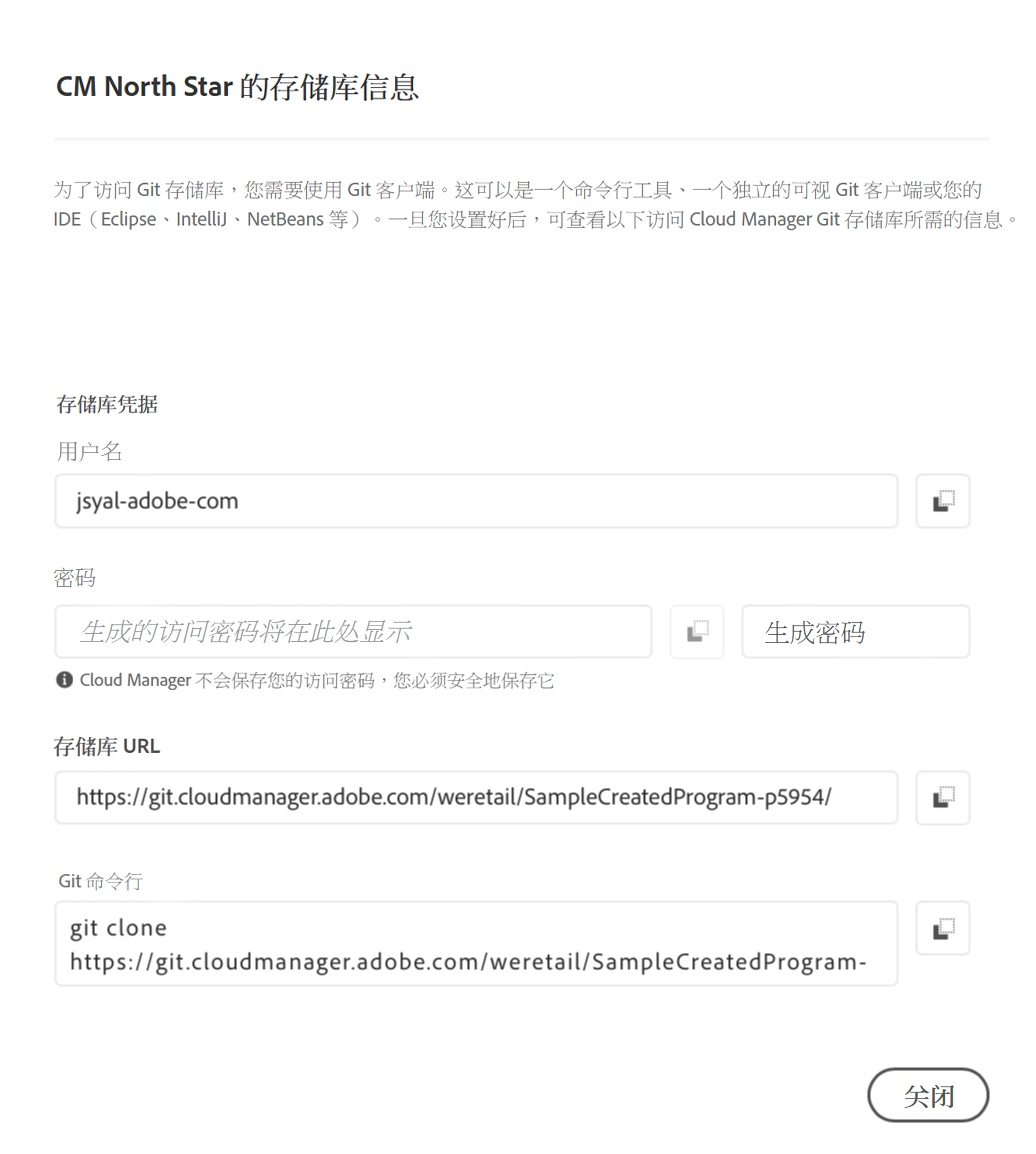 CM North Star 的存储库信息
为了访问 Git 存储库，您需要使用 Git 客户端。这可以是一个命令行工具、一个独立的可视 Git 客户端或您的
IDE（Eclipse、IntelliJ、NetBeans 等）。一旦您设置好后，可查看以下访问 Cloud Manager Git 存储库所需的信息。
存储库凭据
用户名
jsyal-adobe-com
密码
生成的访问密码将在此处显示
生成密码
Cloud Manager 不会保存您的访问密码，您必须安全地保存它
存储库 URL
https://git.cloudmanager.adobe.com/weretail/SampleCreatedProgram-p5954/
Git 命令行
git clone
https://git.cloudmanager.adobe.com/weretail/SampleCreatedProgram-
关闭